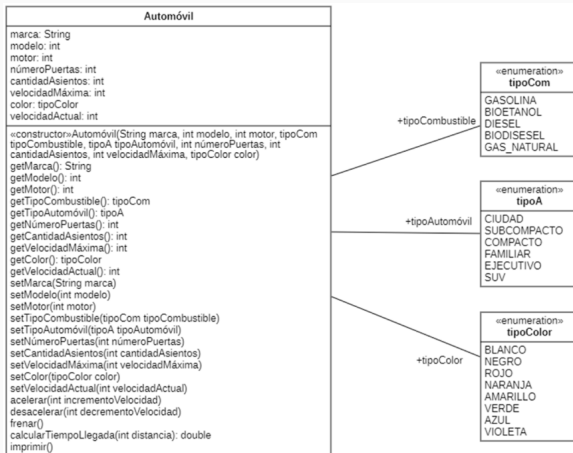 Automóvil
marca: String
modelo: int
motor: int
númeroPuertas: int
cantidadAsientos: int
velocidadMáxima: int
color: tipoColor
velocidadActual: int
«constructor»Automóvil(String marca, int modelo, int motor, tipoCom
tipoCombustible, tipoA tipoAutomóvil, int númeroPuertas, int
cantidadAsientos, int velocidadMáxima, tipoColor color)
getMarca(): String
getModelo(): int
getMotor(): int
getTipoCombustible(): tipoCom
getTipoAutomóvil(): tipoA
getNúmeroPuertas(): int
getCantidadAsientos(): int
getVelocidadMáxima(): int
getColor(): tipoColor
getVelocidadActual(): int
setMarca(String marca)
setModelo(int modelo)
setMotor(int motor)
setTipoCombustible(tipoCom tipoCombustible)
setTipoAutomóvil(tipoA tipoAutomóvil)
setNúmeroPuertas(int númeroPuertas)
setCantidadAsientos(int cantidadAsientos)
setVelocidadMáxima(int velocidadMáxima)
setColor(tipoColor color)
setVelocidadActual(int velocidadActual)
acelerar(int incrementoVelocidad)
desacelerar(int decrementoVelocidad)
frenar()
calcularTiempoLlegada(int distancia): double
imprimir()
+tipoCombustible
«enumeration»
tipoCom
GASOLINA
BIOETANOL
DIESEL
BIODISESEL
GAS_NATURAL
+tipoAutomóvil
«enumeration»
tipoA
CIUDAD
SUBCOMPACTO
COMPACTO
FAMILIAR
EJECUTIVO
SUV
+tipoColor
«enumeration»
tipoColor
BLANCO
NEGRO
ROJO
NARANJA
AMARILLO
VERDE
AZUL
VIOLETA